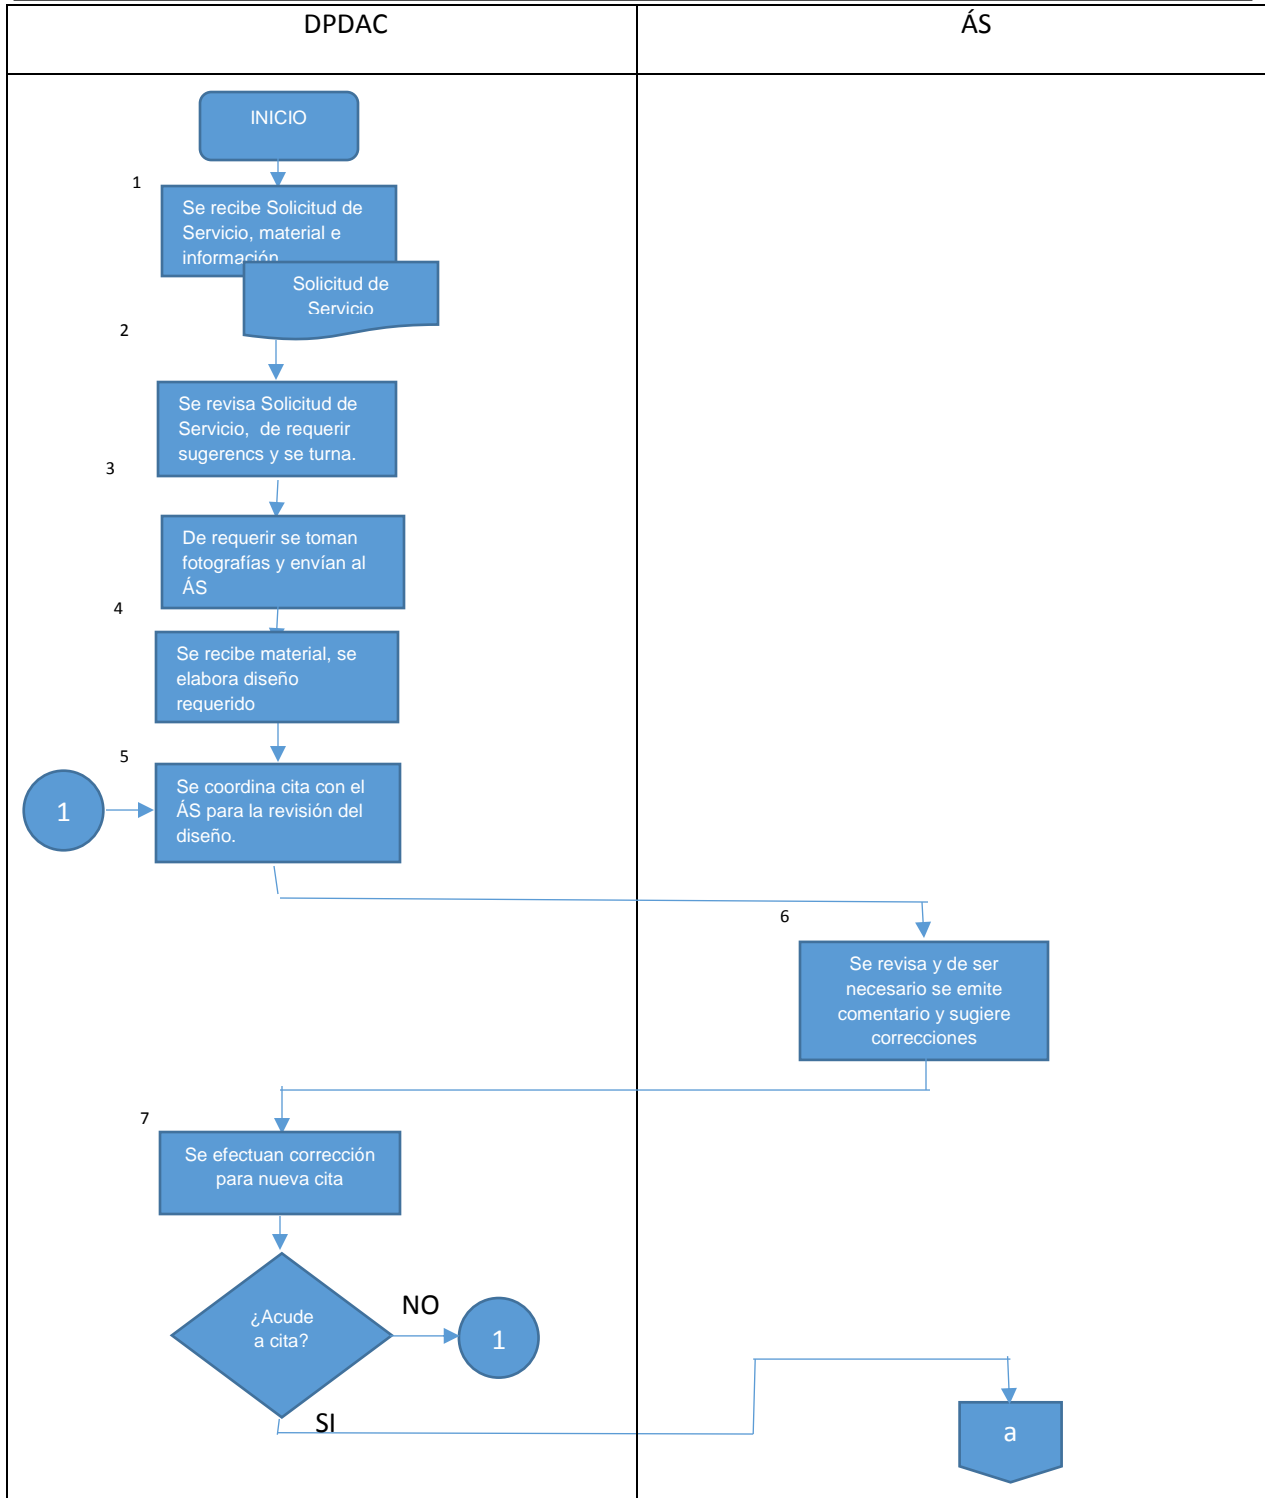 DPDAC
ÁS
INICIO
1
Se recibe Solicitud de
Servicio, material e
información
Solicitud de
Servicio
2
Se revisa Solicitud de
Servicio,  de requerir
sugerencs y se turna.
3
De requerir se toman
fotografías y envían al
ÁS
4
Se recibe material, se
elabora diseño
requerido
5
1
Se coordina cita con el
ÁS para la revisión del
diseño.
6
Se revisa y de ser
necesario se emite
comentario y sugiere
correcciones
7
Se efectuan corrección
para nueva cita
¿Acude
a cita?
NO
1
SI
a